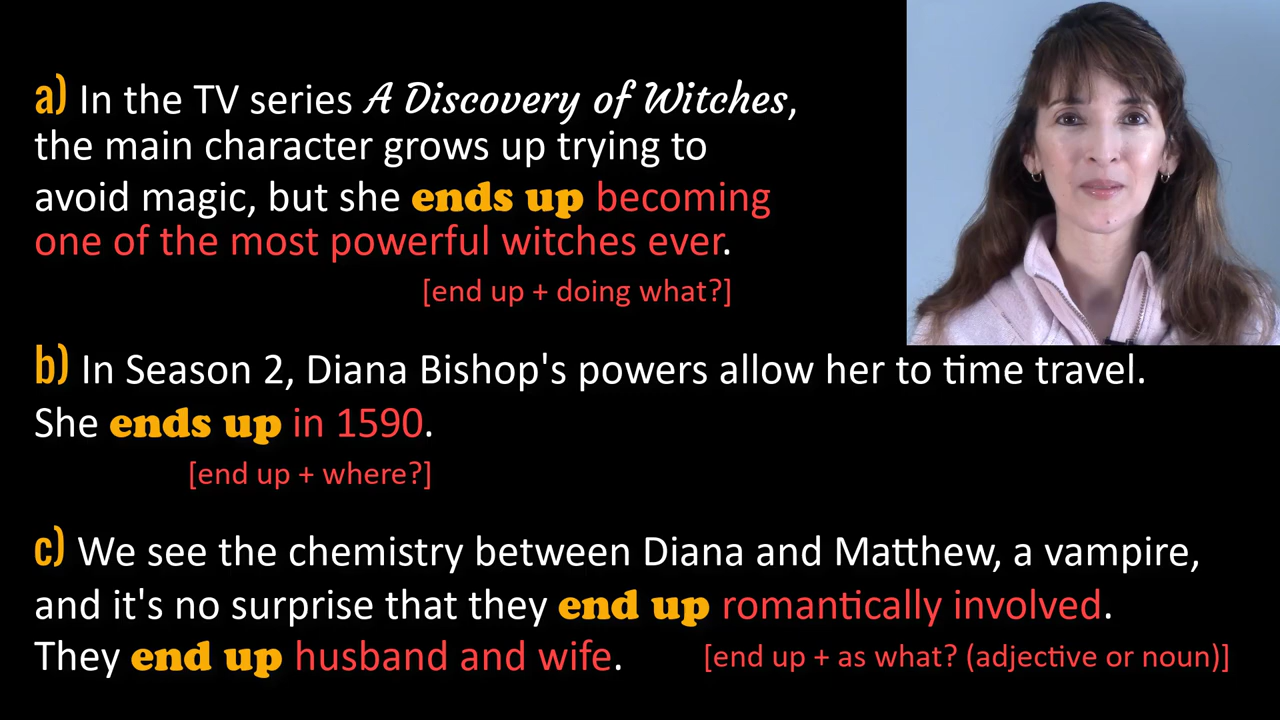 a) In the TV series A Discovery of Witches,
the main character grows up trying to
avoid magic, but she ends up becoming
one of the most powerful witches ever.
[end up + doing what?]
b) In Season 2, Diana Bishop's powers allow her to time travel.
She ends up in 1590.
[end up + where?]
c) We see the chemistry between Diana and Matthew, a vampire,
and it's no surprise that they end up romantically involved.
They end up husband and wife. [end up + as what? (adjective or noun)]